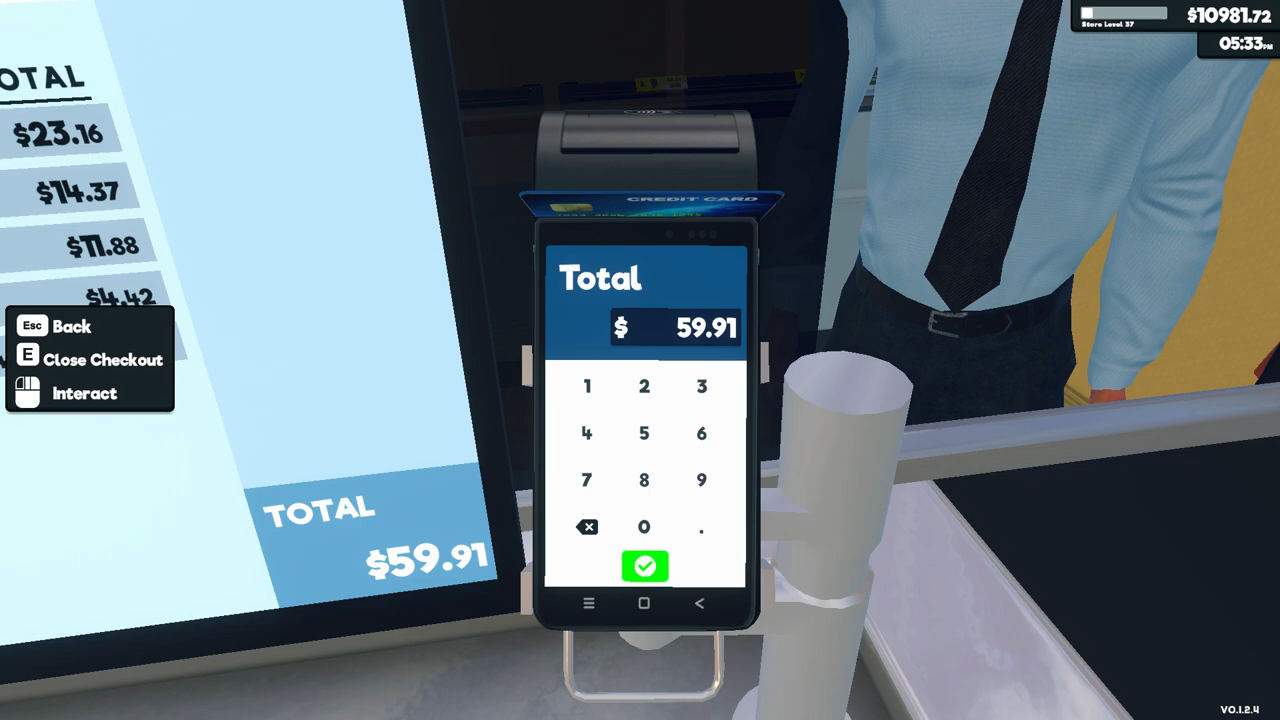 $10981.72
Store Level 37
05:33PM
OTAL
$23.16
$14.37
$11.88
$4.42
Esc Back
E Close Checkout
Interact
TOTAL
$59.91
CREDIT CARD
Total
$ 59.91
1 2 3
4 5 6
7 8 9
0 .
V0.1.2.4